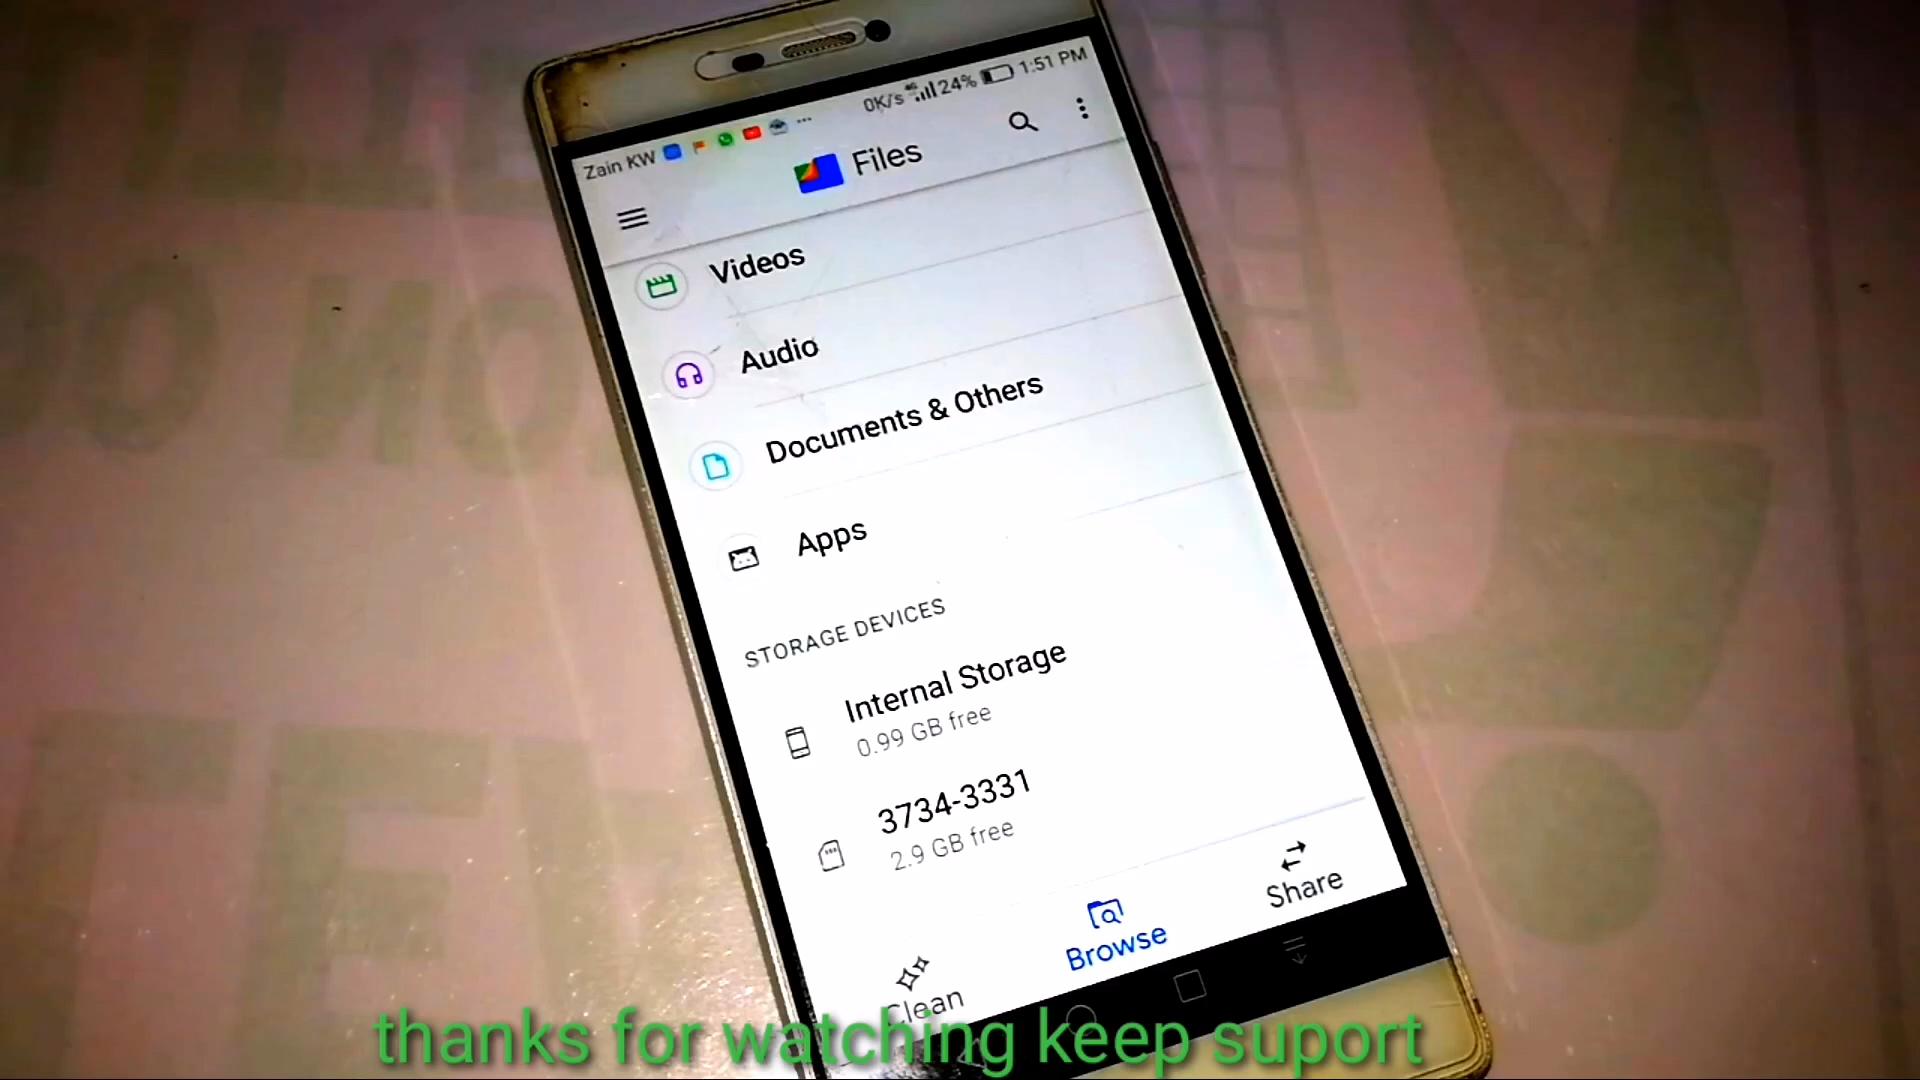 Zain KW
0K/s 4G 24% 1:51 PM
Files
Videos
Audio
Documents & Others
Apps
STORAGE DEVICES
Internal Storage
0.99 GB free
3734-3331
2.9 GB free
Clean
Browse
Share
thanks for watching keep suport